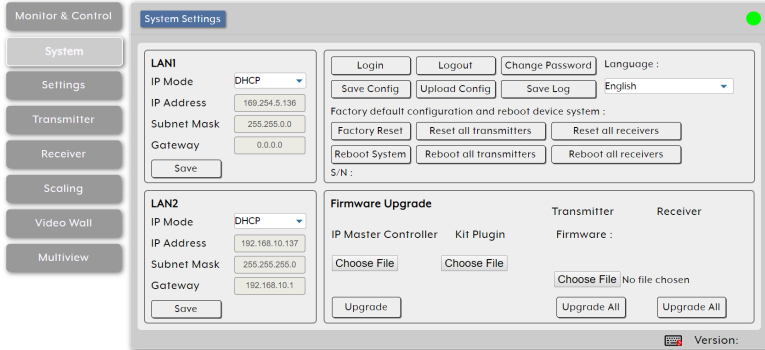 Monitor & Control
System
Settings
Transmitter
Receiver
Scaling
Video Wall
Multiview
System Settings
LAN1
IP Mode DHCP
IP Address 169.254.5.136
Subnet Mask 255.255.0.0
Gateway 0.0.0.0
Save
Login Logout Change Password Language :
Save Config Upload Config Save Log English
Factory default configuration and reboot device system :
Factory Reset Reset all transmitters Reset all receivers
Reboot System Reboot all transmitters Reboot all receivers
S/N :
LAN2
IP Mode DHCP
IP Address 192.168.10.137
Subnet Mask 255.255.255.0
Gateway 192.168.10.1
Save
Firmware Upgrade
Transmitter Receiver
IP Master Controller Kit Plugin Firmware :
Choose File Choose File
Choose File No file chosen
Upgrade Upgrade All Upgrade All
Version: